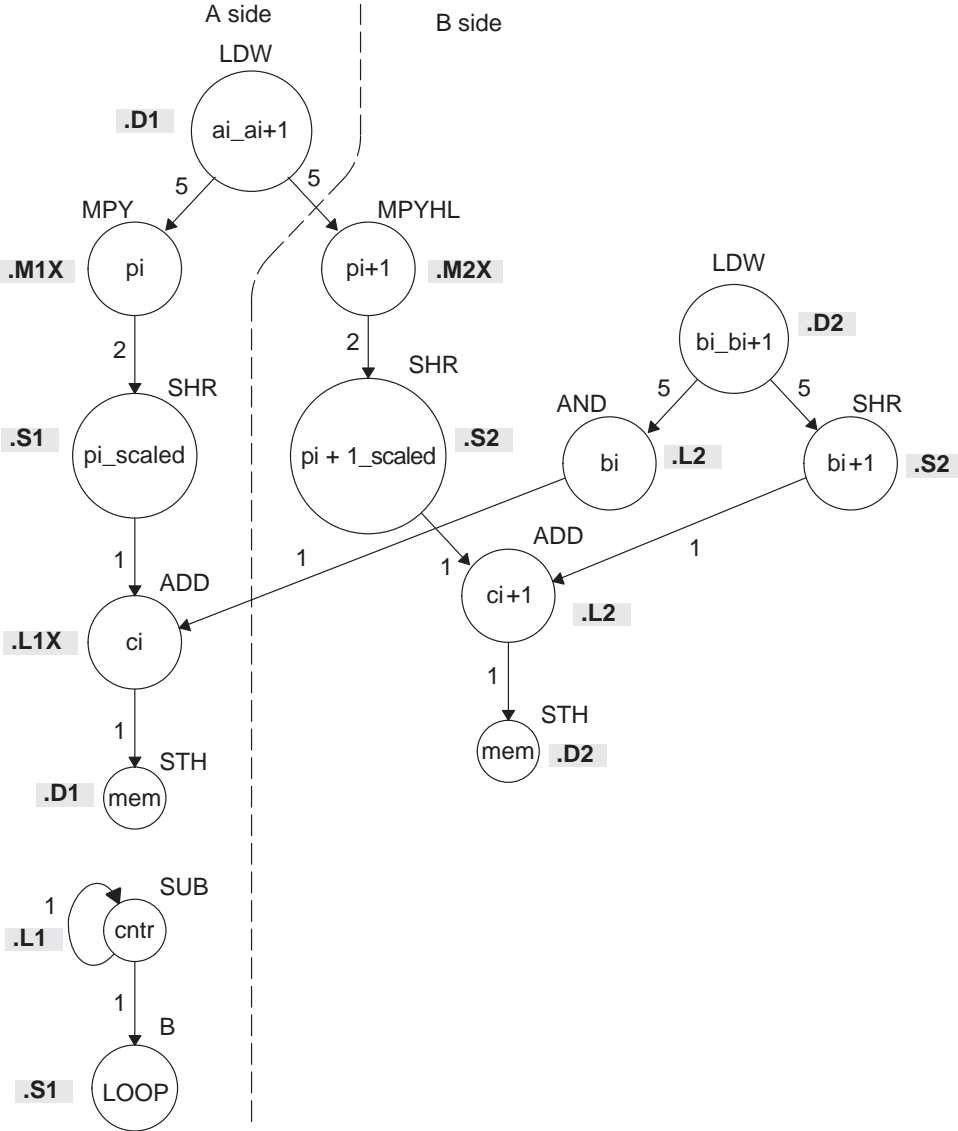 A side
B side
LDW
.D1
ai_ai+1
5
5
MPY
MPYHL
.M1X
pi
pi+1
.M2X
LDW
.D2
bi_bi+1
2
2
SHR
SHR
5
5
AND
SHR
.S1
pi_scaled
pi + 1_scaled
.S2
bi
.L2
bi+1
.S2
1
1
1
1
ADD
ADD
.L1X
ci
ci+1
.L2
1
1
STH
STH
.D1
mem
mem
.D2
SUB
1
.L1
cntr
1
B
.S1
LOOP